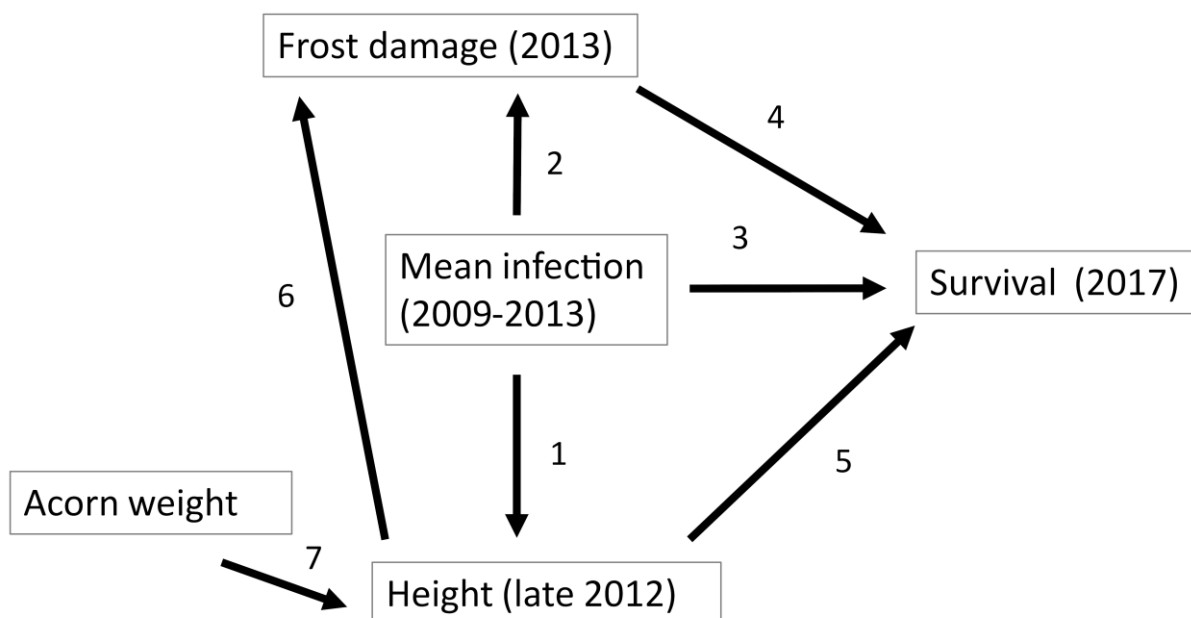 Frost damage (2013)
4
2
Mean infection
(2009-2013)
3
Survival (2017)
6
1
5
Acorn weight
7
Height (late 2012)